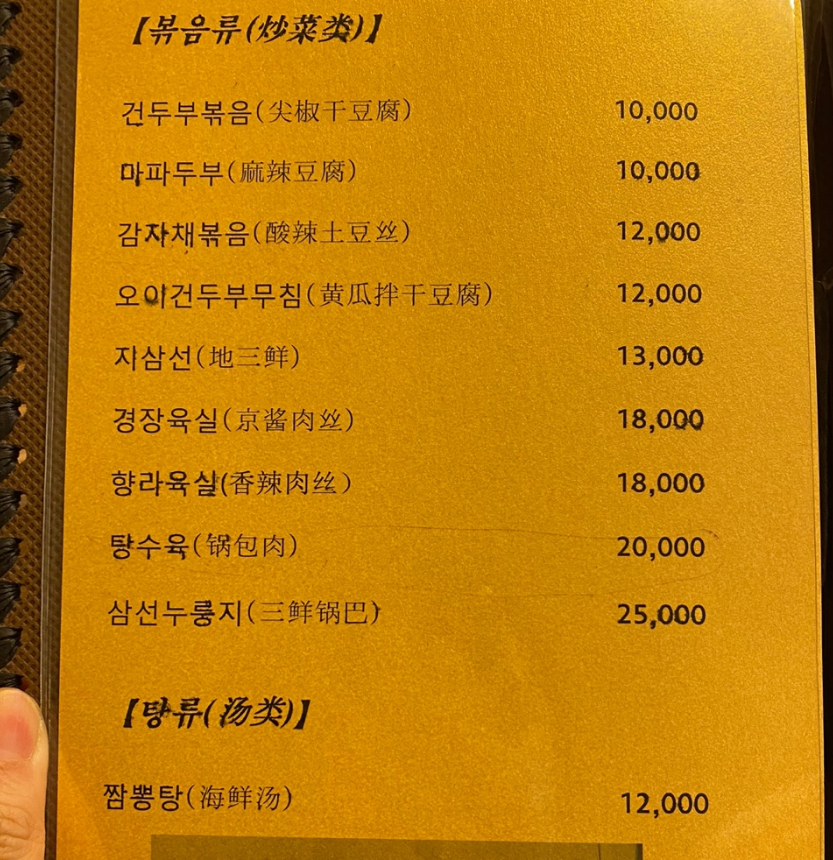 【볶음류(炒菜类)】
건두부볶음(尖椒干豆腐) 10,000
마파두부(麻辣豆腐) 10,000
감자채볶음(酸辣土豆丝) 12,000
오이건두부무침(黄瓜拌干豆腐) 12,000
지삼선(地三鲜) 13,000
경장육실(京酱肉丝) 18,000
향라육실(香辣肉丝) 18,000
탕수육(锅包肉) 20,000
삼선누룽지(三鲜锅巴) 25,000
【탕류(汤类)】
짬뽕탕(海鲜汤) 12,000